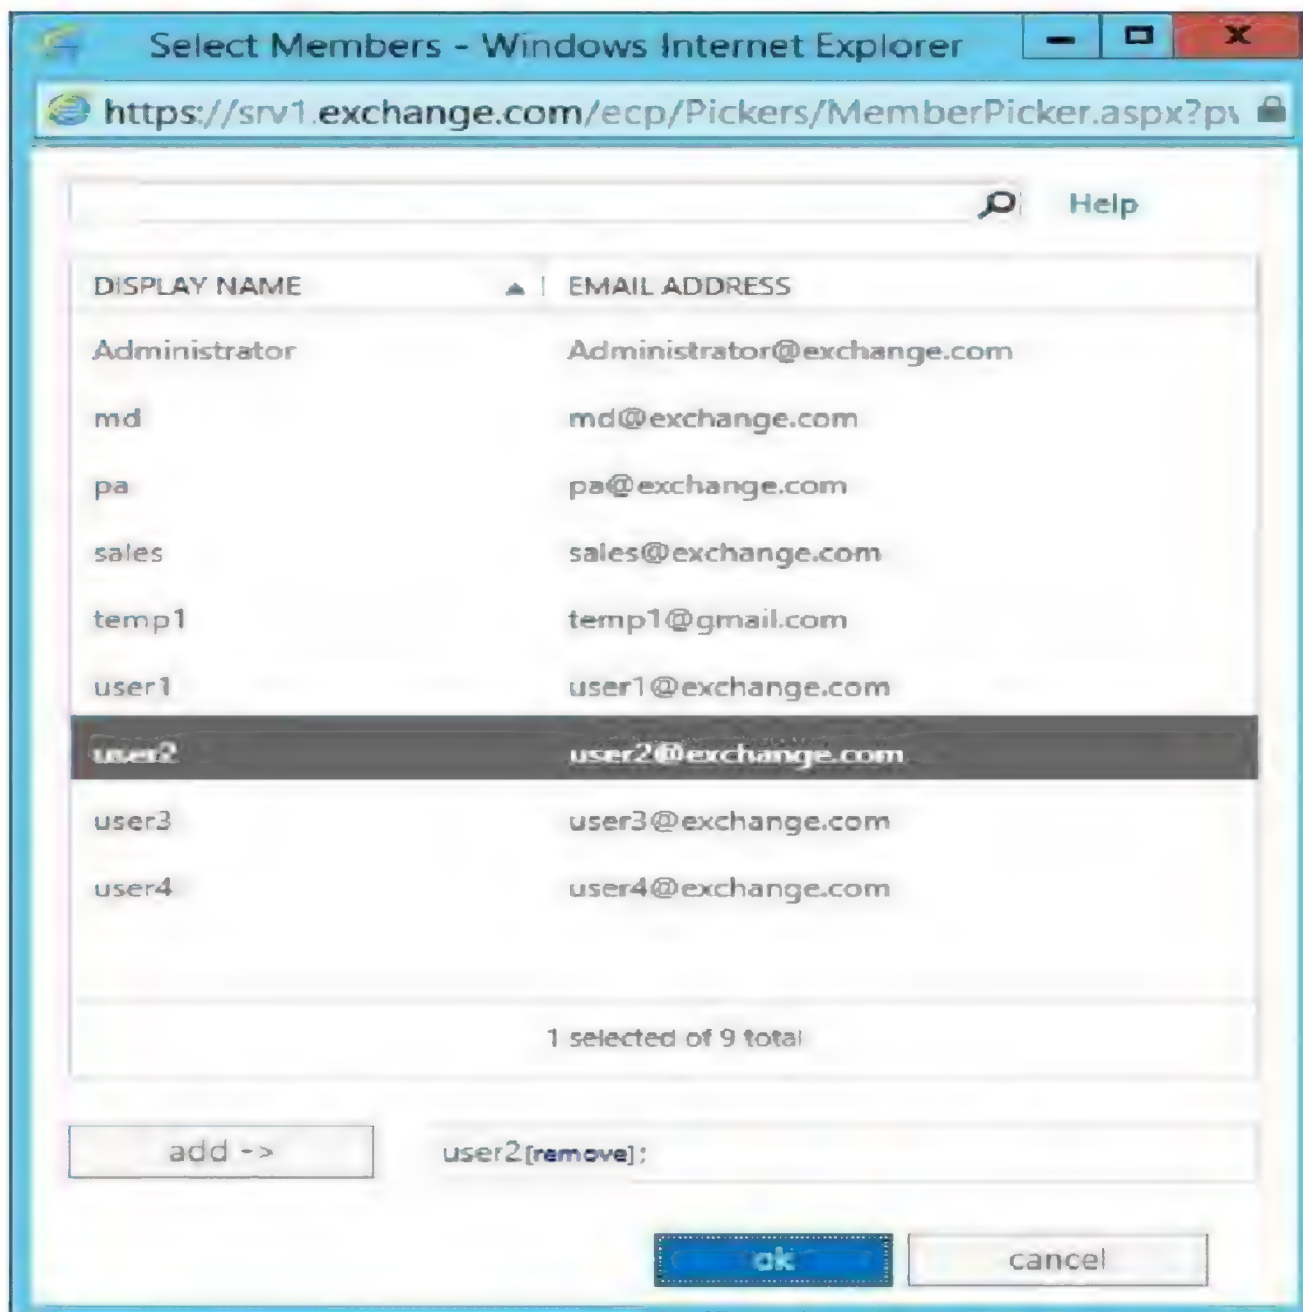 Select Members - Windows Internet Explorer
https://srv1.exchange.com/ecp/Pickers/MemberPicker.aspx?pv
Help
DISPLAY NAME EMAIL ADDRESS
Administrator Administrator@exchange.com
md md@exchange.com
pa pa@exchange.com
sales sales@exchange.com
temp1 temp1@gmail.com
user1 user1@exchange.com
user2 user2@exchange.com
user3 user3@exchange.com
user4 user4@exchange.com
1 selected of 9 total
add -> user2[remove];
ok cancel